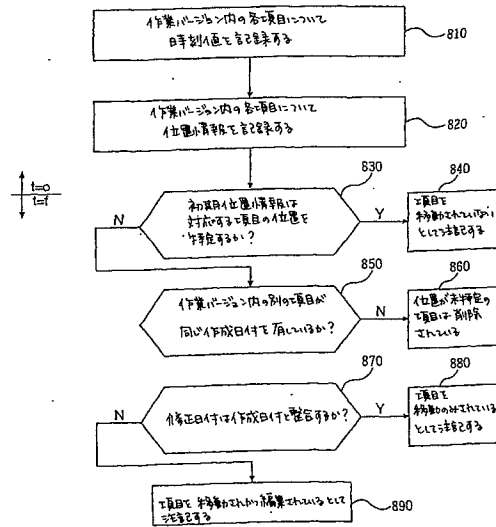 作業バージョン内の各項目について
時刻値を記録する
810
作業バージョン内の各項目について
位置情報を記録する
820
t=0
t=f
830
初期位置情報は
対応する項目の位置を
特定するか?
N
Y
840
項目を
移動されていない
として注記する
850
作業バージョン内の別の項目が
同じ作成日付を有しているか?
N
860
位置が未特定の
項目は削除
されている
870
修正日付は作成日付と整合するか?
N
Y
880
項目を
移動のみされている
として注記する
項目を移動されかつ編集されているとして
注記する
890